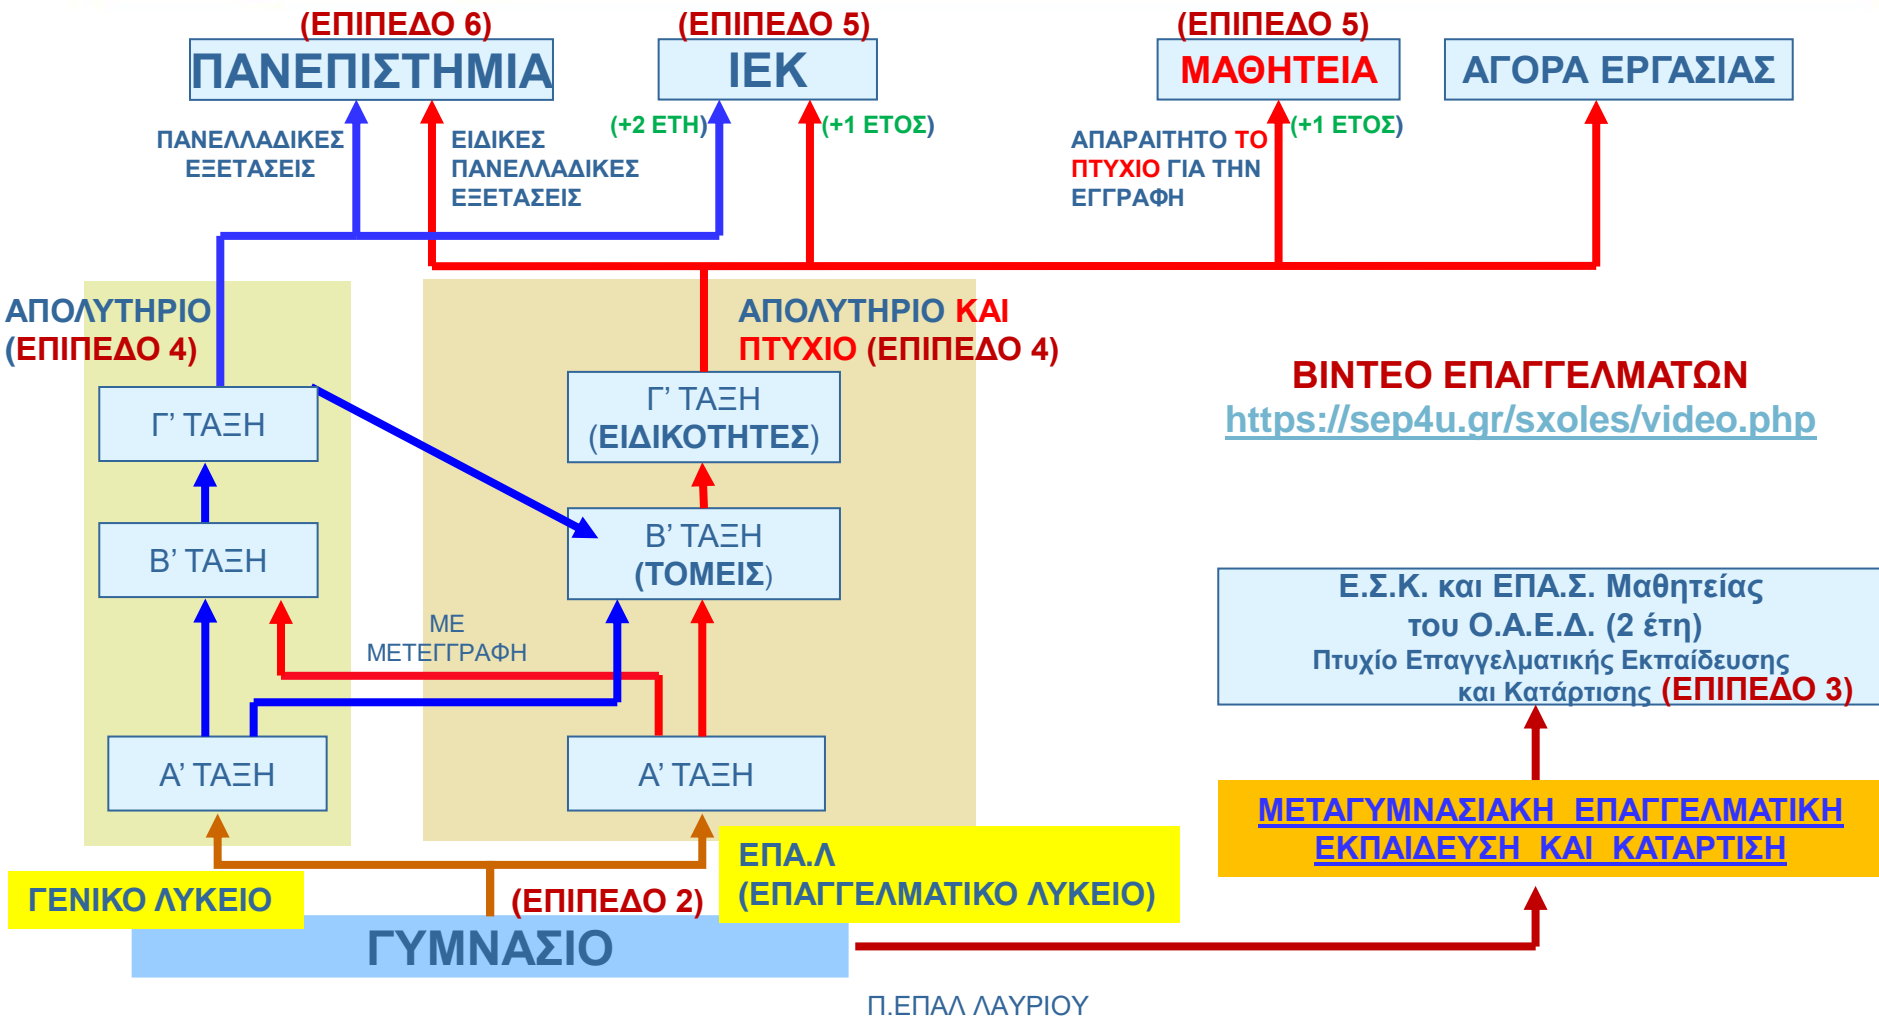 (ΕΠΙΠΕΔΟ 6)
ΠΑΝΕΠΙΣΤΗΜΙΑ
(ΕΠΙΠΕΔΟ 5)
ΙΕΚ
(ΕΠΙΠΕΔΟ 5)
ΜΑΘΗΤΕΙΑ
ΑΓΟΡΑ ΕΡΓΑΣΙΑΣ
ΠΑΝΕΛΛΑΔΙΚΕΣ
ΕΞΕΤΑΣΕΙΣ
ΕΙΔΙΚΕΣ
ΠΑΝΕΛΛΑΔΙΚΕΣ
ΕΞΕΤΑΣΕΙΣ
(+2 ΕΤΗ)
(+1 ΕΤΟΣ)
ΑΠΑΡΑΙΤΗΤΟ ΤΟ
ΠΤΥΧΙΟ ΓΙΑ ΤΗΝ
ΕΓΓΡΑΦΗ
(+1 ΕΤΟΣ)
ΑΠΟΛΥΤΗΡΙΟ
(ΕΠΙΠΕΔΟ 4)
ΑΠΟΛΥΤΗΡΙΟ ΚΑΙ
ΠΤΥΧΙΟ (ΕΠΙΠΕΔΟ 4)
ΒΙΝΤΕΟ ΕΠΑΓΓΕΛΜΑΤΩΝ
https://sep4u.gr/sxoles/video.php
Γ’ ΤΑΞΗ
Γ’ ΤΑΞΗ
(ΕΙΔΙΚΟΤΗΤΕΣ)
Β’ ΤΑΞΗ
Β’ ΤΑΞΗ
(ΤΟΜΕΙΣ)
ΜΕ
ΜΕΤΕΓΓΡΑΦΗ
Α’ ΤΑΞΗ
Α’ ΤΑΞΗ
Ε.Σ.Κ. και ΕΠΑ.Σ. Μαθητείας
του Ο.Α.Ε.Δ. (2 έτη)
Πτυχίο Επαγγελματικής Εκπαίδευσης
και Κατάρτισης (ΕΠΙΠΕΔΟ 3)
ΜΕΤΑΓΥΜΝΑΣΙΑΚΗ ΕΠΑΓΓΕΛΜΑΤΙΚΗ
ΕΚΠΑΙΔΕΥΣΗ ΚΑΙ ΚΑΤΑΡΤΙΣΗ
ΓΕΝΙΚΟ ΛΥΚΕΙΟ
(ΕΠΙΠΕΔΟ 2)
ΕΠΑ.Λ
(ΕΠΑΓΓΕΛΜΑΤΙΚΟ ΛΥΚΕΙΟ)
ΓΥΜΝΑΣΙΟ
Π.ΕΠΑΛ ΛΑΥΡΙΟΥ